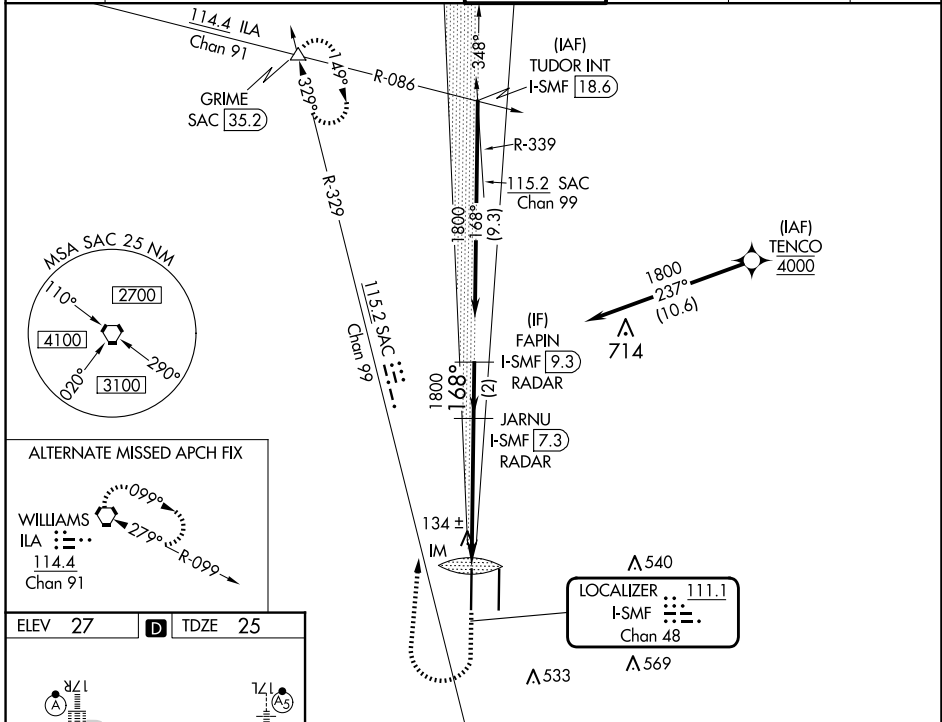 114.4 ILA
Chan 91
GRIME
SAC 35.2
149°
329°
R-086
348°
(IAF)
TUDOR INT
I-SMF 18.6
R-339
115.2 SAC
Chan 99
R-329
1800
168°
(9.3)
(IAF)
TENCO
4000
1800
237°
(10.6)
714
MSA SAC 25 NM
110°
2700
4100
020°
3100
290°
115.2 SAC
Chan 99
(IF)
FAPIN
I-SMF 9.3
RADAR
1800
168°
(2)
JARNU
I-SMF 7.3
RADAR
ALTERNATE MISSED APCH FIX
WILLIAMS
ILA
114.4
Chan 91
099°
279°
R-099
134 ±
IM
540
LOCALIZER 111.1
I-SMF
Chan 48
533
569
ELEV 27
D
TDZE 25
A
17R
17L
A5